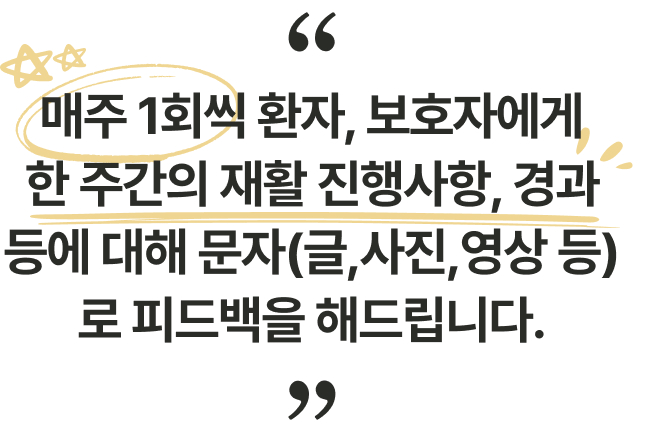 “
매주 1회씩 환자, 보호자에게
한 주간의 재활 진행사항, 경과
등에 대해 문자(글,사진,영상 등)
로 피드백을 해드립니다.
”